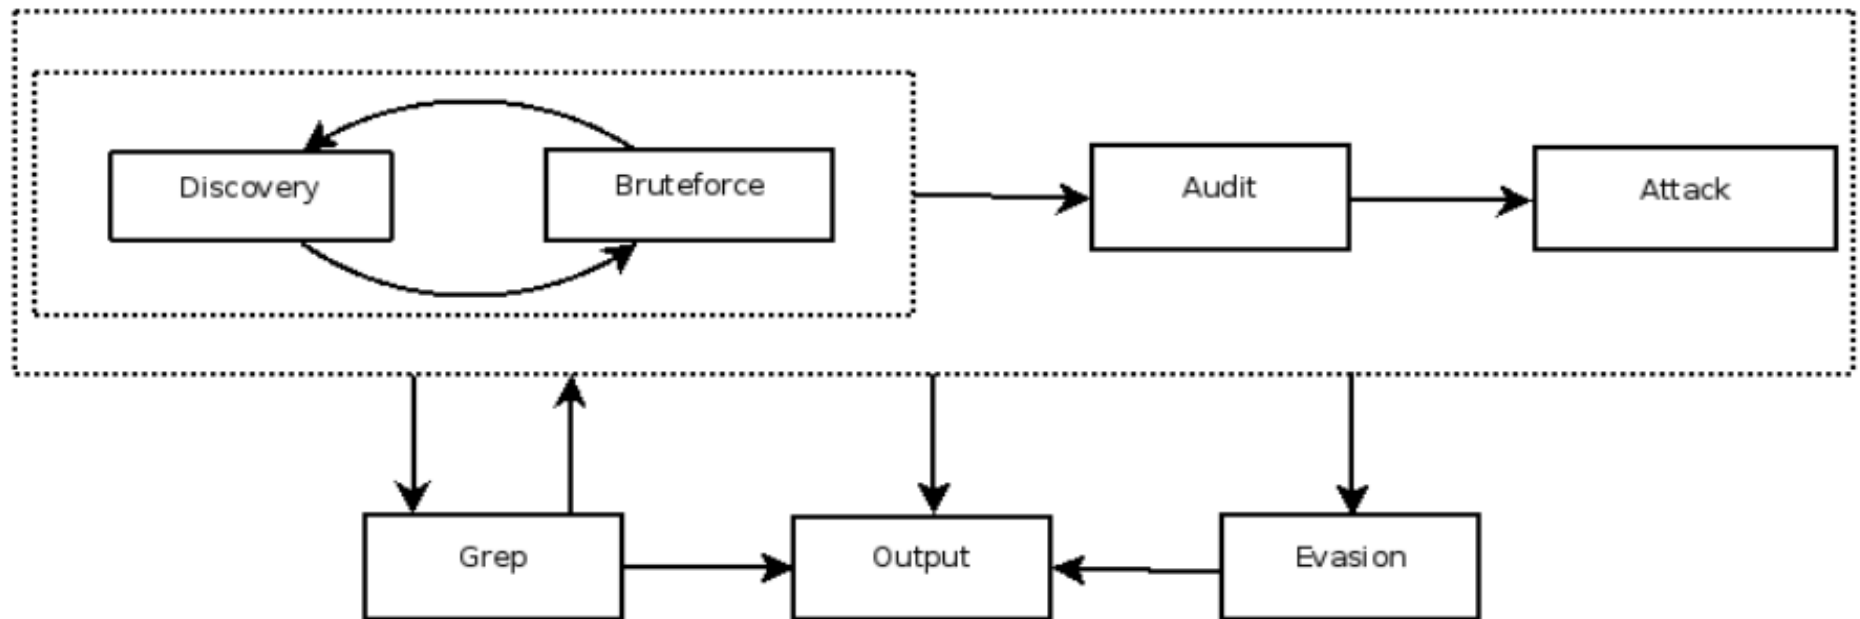 Discovery
Bruteforce
Audit
Attack
Grep
Output
Evasion